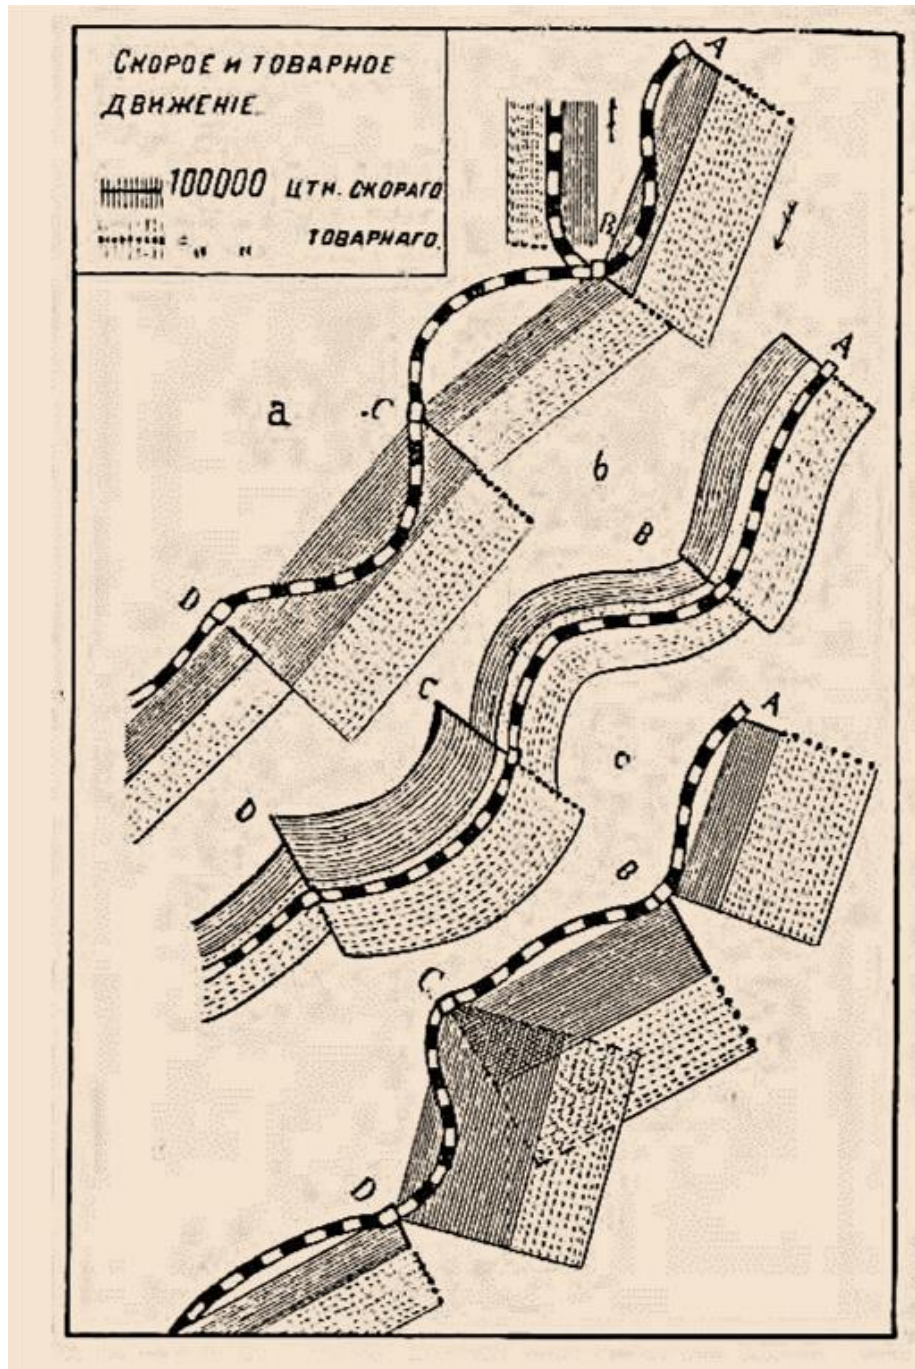 СКОРОЕ И ТОВАРНОЕ
ДВИЖЕНІЕ.
100000 ЦТН. СКОРАГО
" " ТОВАРНАГО.
A
B
a
C
D
A
b
B
C
D
A
c
B
C
D